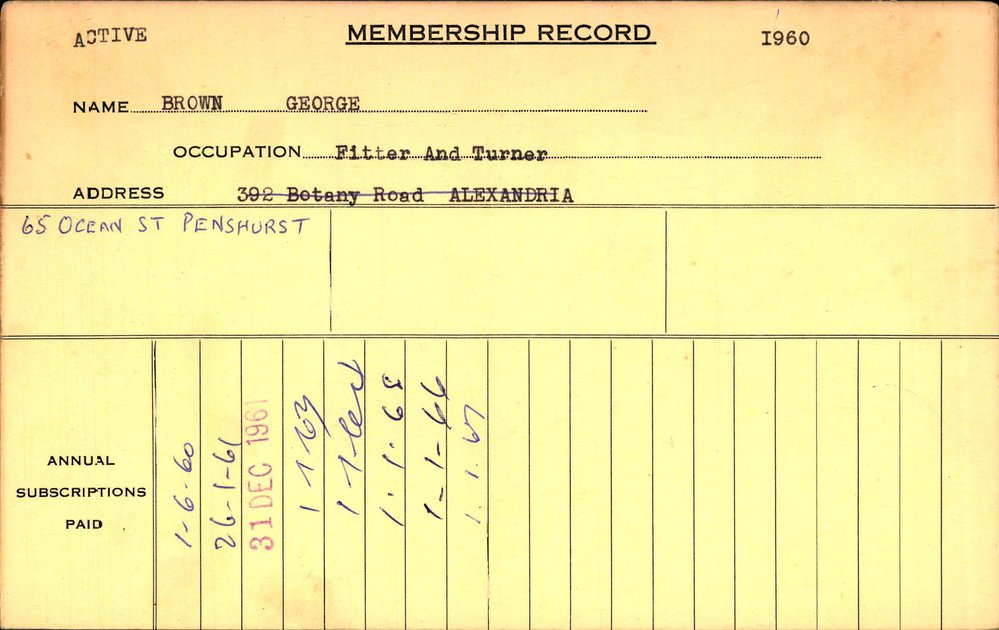 ACTIVE MEMBERSHIP RECORD 1960
NAME BROWN GEORGE
OCCUPATION Fitter And Turner
ADDRESS 392 Botany Road ALEXANDRIA
65 OCEAN ST PENSHURST
ANNUAL
SUBSCRIPTIONS
PAID
1-6-60
26-1-61
31 DEC 1961
1 1 63
1.1.65
1-1-66
1.1.67